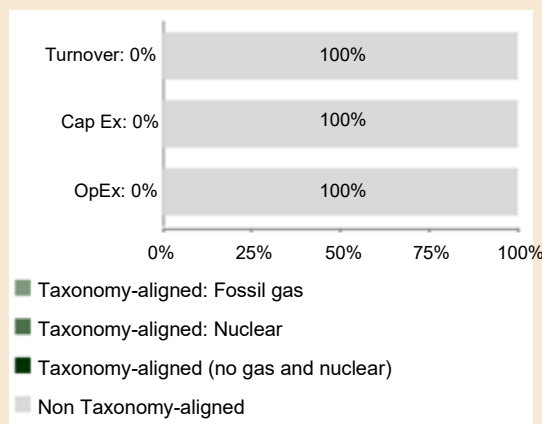 Turnover: 0% 100%
Cap Ex: 0% 100%
OpEx: 0% 100%
0% 25% 50% 75% 100%
Taxonomy-aligned: Fossil gas
Taxonomy-aligned: Nuclear
Taxonomy-aligned (no gas and nuclear)
Non Taxonomy-aligned